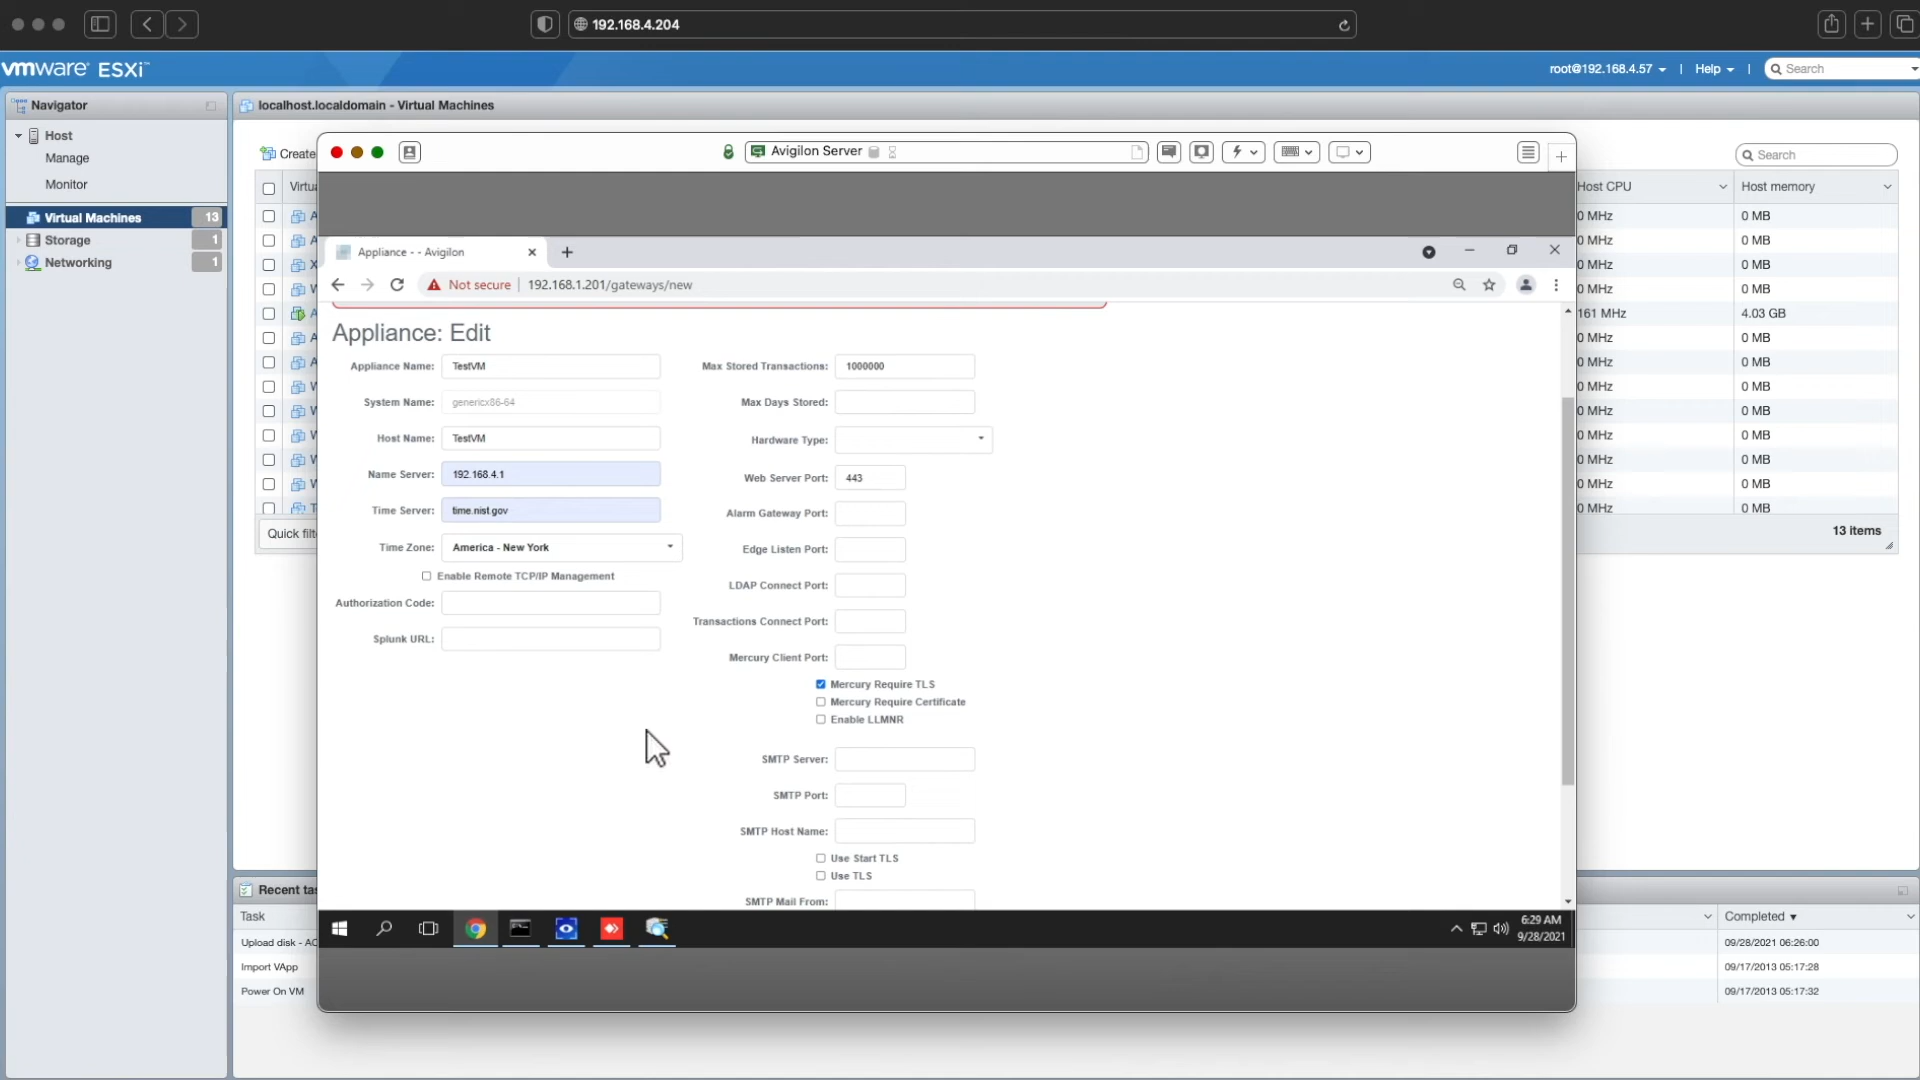 192.168.4.204
vmware ESXi™
root@192.168.4.57 | Help | Search
Navigator
localhost.localdomain - Virtual Machines
Host
Manage
Monitor
Virtual Machines 13
Storage 1
Networking 1
Create
Search
Avigilon Server
Host CPU
Host memory
0 MHz 0 MB
0 MHz 0 MB
0 MHz 0 MB
0 MHz 0 MB
161 MHz 4.03 GB
0 MHz 0 MB
0 MHz 0 MB
0 MHz 0 MB
0 MHz 0 MB
0 MHz 0 MB
0 MHz 0 MB
0 MHz 0 MB
0 MHz 0 MB
Quick filt
13 items
Appliance - - Avigilon
Not secure | 192.168.1.201/gateways/new
Appliance: Edit
Appliance Name: TestVM
System Name: genericx86-64
Host Name: TestVM
Name Server: 192.168.4.1
Time Server: time.nist.gov
Time Zone: America - New York
Enable Remote TCP/IP Management
Authorization Code:
Splunk URL:
Max Stored Transactions: 1000000
Max Days Stored:
Hardware Type:
Web Server Port: 443
Alarm Gateway Port:
Edge Listen Port:
LDAP Connect Port:
Transactions Connect Port:
Mercury Client Port:
Mercury Require TLS
Mercury Require Certificate
Enable LLMNR
SMTP Server:
SMTP Port:
SMTP Host Name:
Use Start TLS
Use TLS
SMTP Mail From:
6:29 AM
9/28/2021
Recent tas
Task
Completed
Upload disk - AC
09/28/2021 06:26:00
Import VApp
09/17/2013 05:17:28
Power On VM
09/17/2013 05:17:32